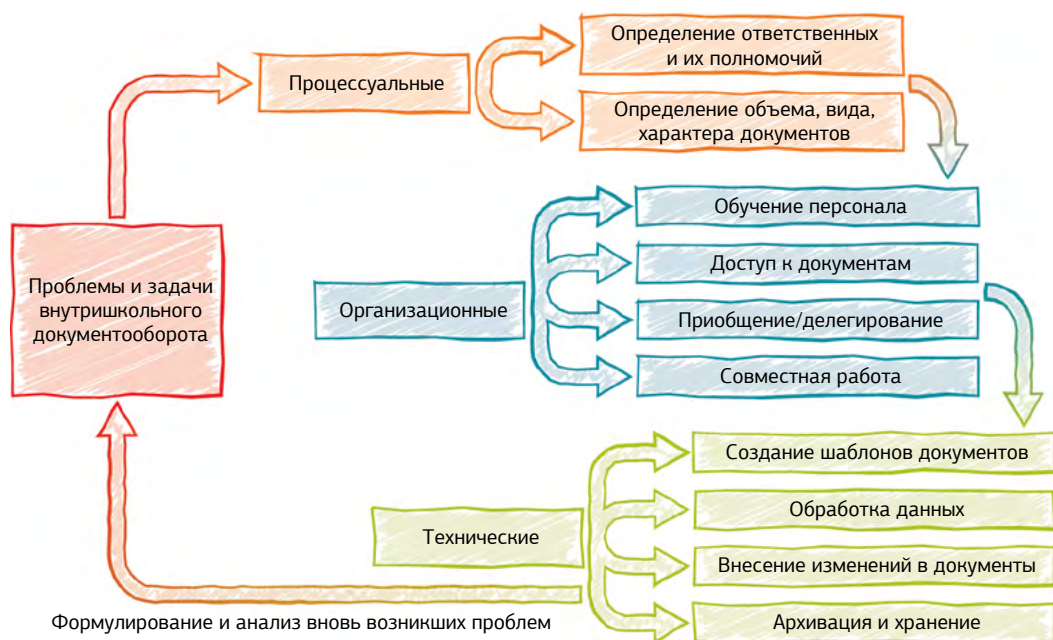 Определение ответственных
и их полномочий
Процессуальные
Определение объема, вида,
характера документов
Обучение персонала
Проблемы и задачи
внутришкольного
документооборота
Доступ к документам
Организационные
Приобщение/делегирование
Совместная работа
Создание шаблонов документов
Обработка данных
Технические
Внесение изменений в документы
Архивация и хранение
Формулирование и анализ вновь возникших проблем